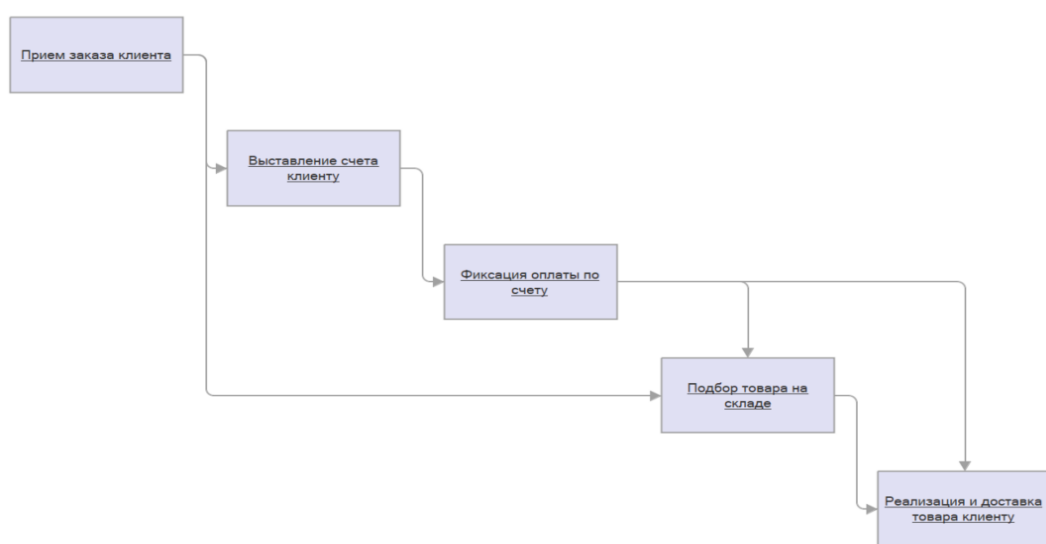 Прием заказа клиента
Выставление счета
клиенту
Фиксация оплаты по
счету
Подбор товара на
складе
Реализация и доставка
товара клиенту